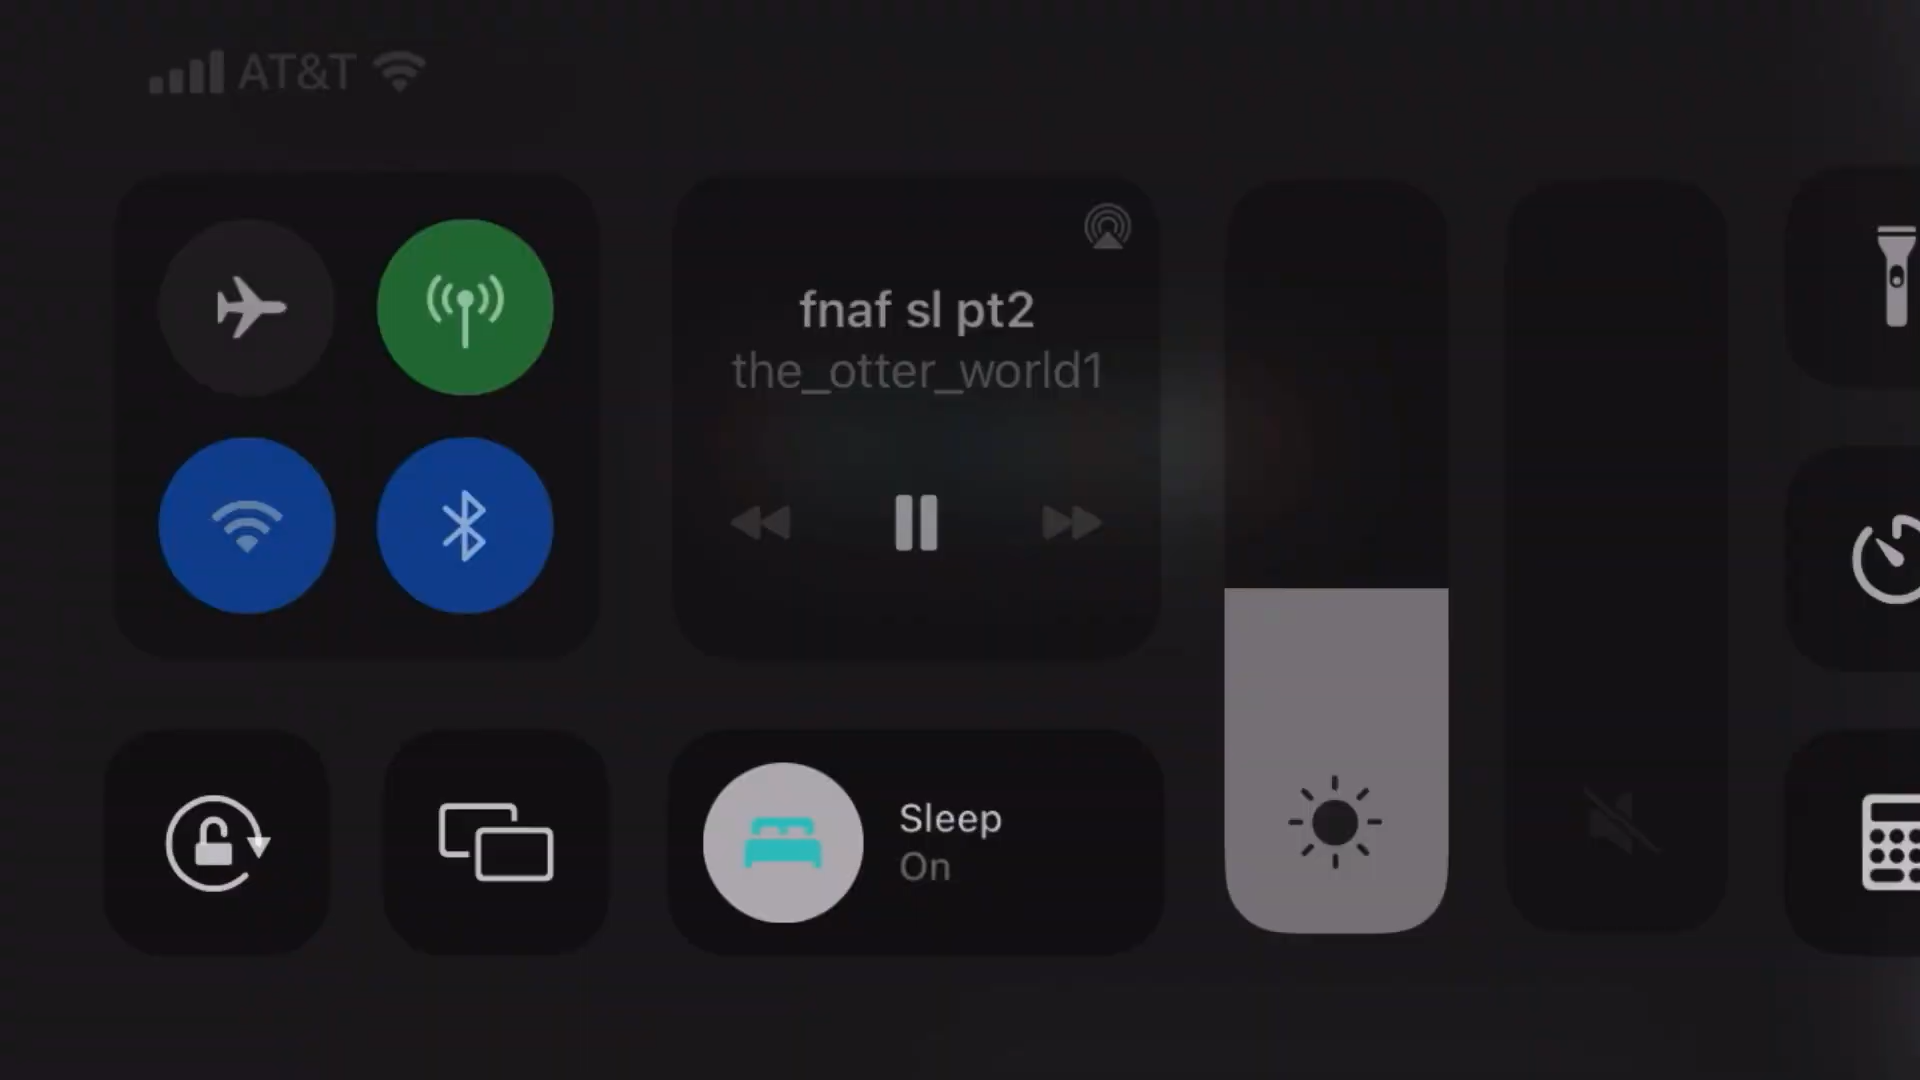 AT&T
fnaf sl pt2
the_otter_world1
Sleep
On